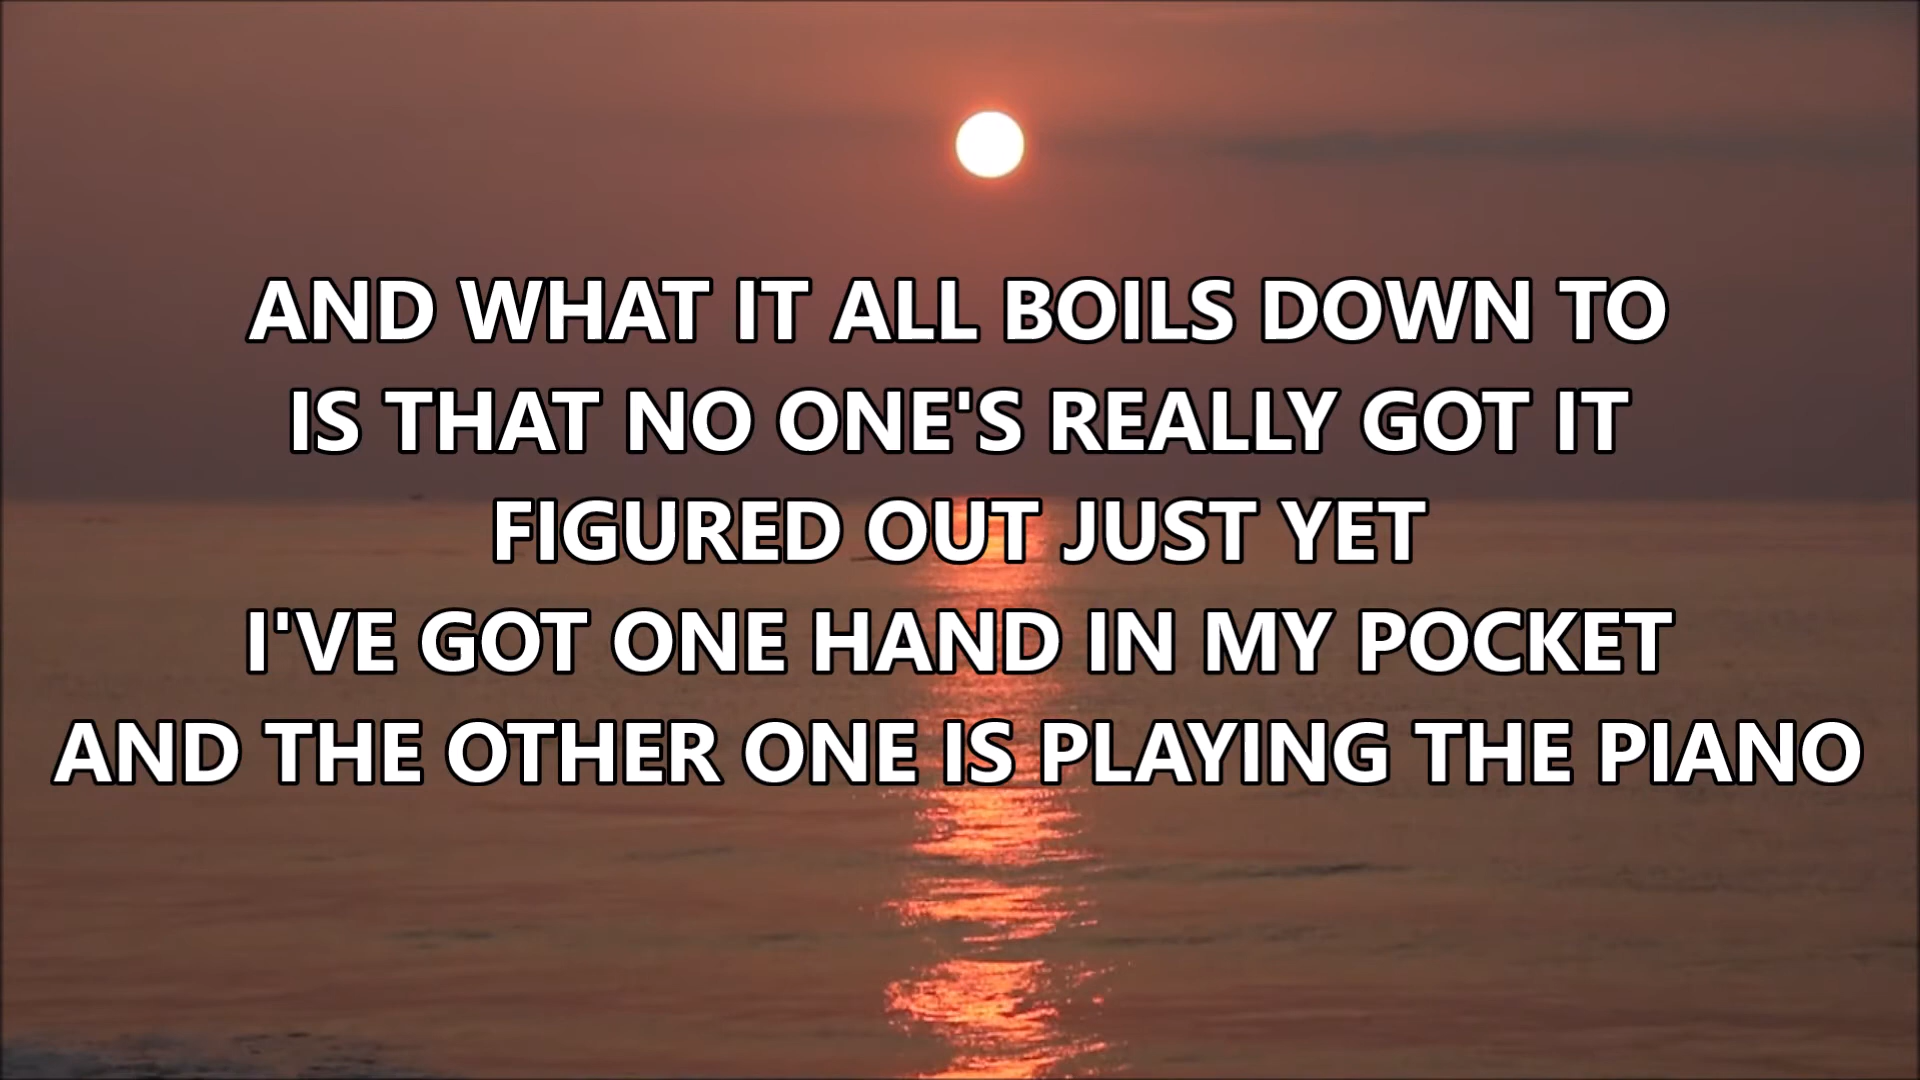 AND WHAT IT ALL BOILS DOWN TO
IS THAT NO ONE'S REALLY GOT IT
FIGURED OUT JUST YET
I'VE GOT ONE HAND IN MY POCKET
AND THE OTHER ONE IS PLAYING THE PIANO